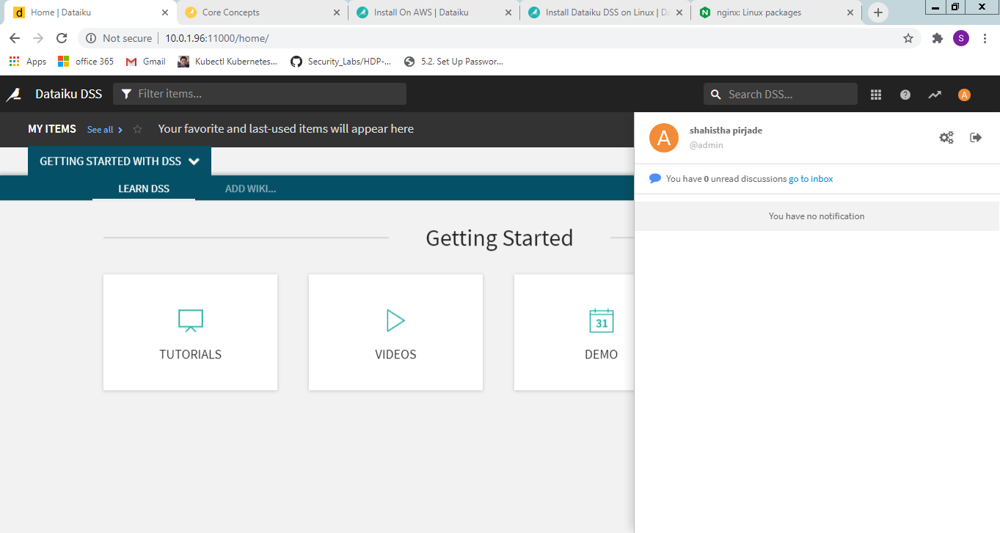 Home | Dataiku
Core Concepts
Install On AWS | Dataiku
Install Dataiku DSS on Linux |
nginx: Linux packages
Not secure | 10.0.1.96:11000/home/
S
Apps
office 365
Gmail
Kubectl Kubernetes...
Security_Labs/HDP-...
5.2. Set Up Passwor...
Dataiku DSS
Filter items...
Search DSS...
A
MY ITEMS See all
Your favorite and last-used items will appear here
A
shahistha pirjade
@admin
GETTING STARTED WITH DSS
You have 0 unread discussions go to inbox
LEARN DSS
ADD WIKI...
You have no notification
Getting Started
31
TUTORIALS
VIDEOS
DEMO